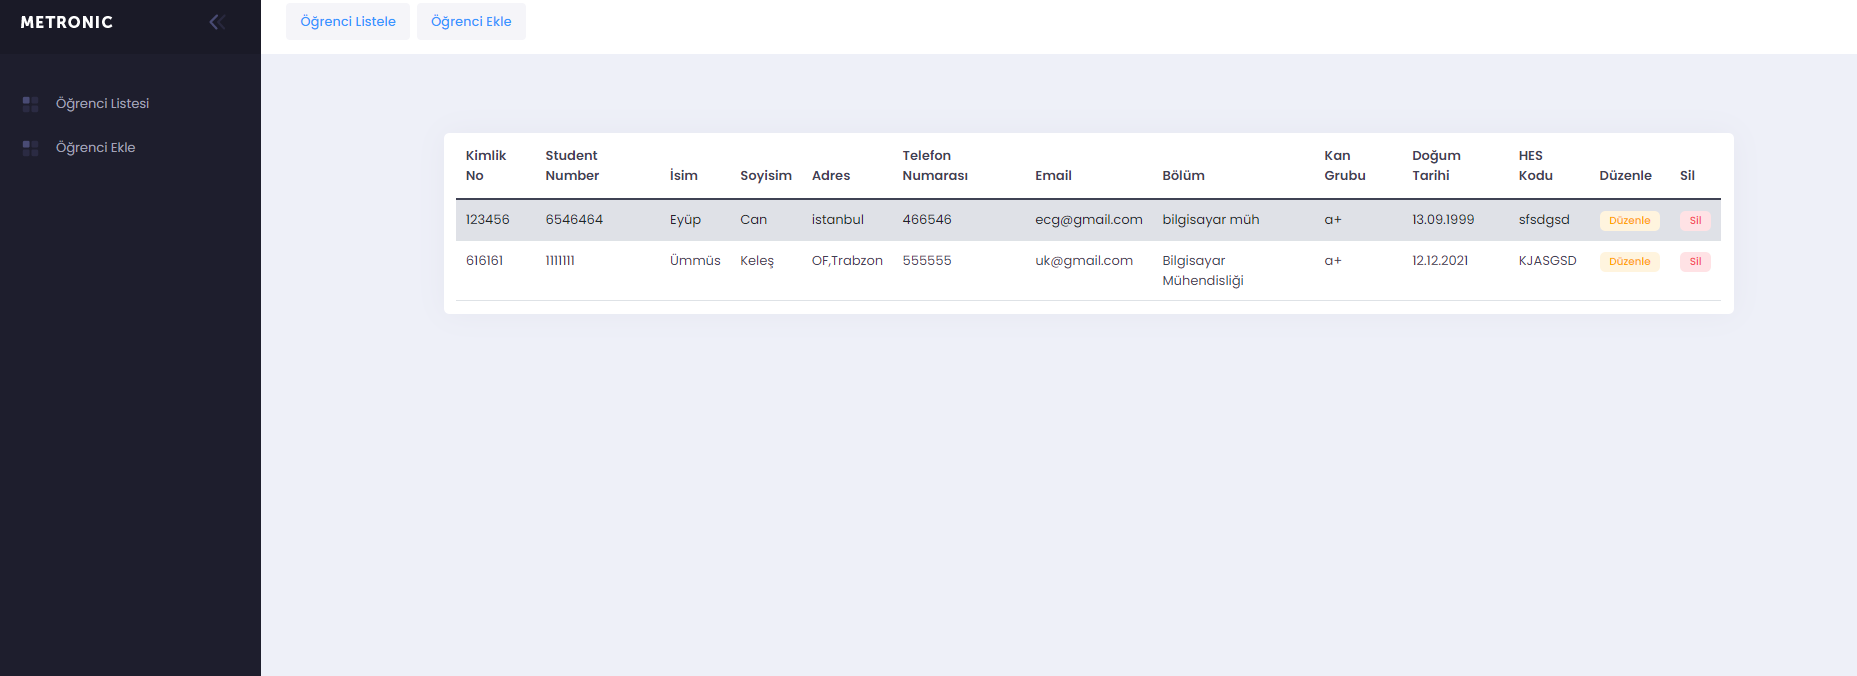 METRONIC
Öğrenci Listele
Öğrenci Ekle
Öğrenci Listesi
Öğrenci Ekle
Kimlik No
Student Number
İsim
Soyisim
Adres
Telefon Numarası
Email
Bölüm
Kan Grubu
Doğum Tarihi
HES Kodu
Düzenle
Sil
123456 6546464 Eyüp Can istanbul 466546 ecg@gmail.com bilgisayar müh a+ 13.09.1999 sfsdgsd Düzenle Sil
616161 1111111 Ümmüs Keleş OF,Trabzon 555555 uk@gmail.com Bilgisayar a+ 12.12.2021 KJASGSD Düzenle Sil
Mühendisliği